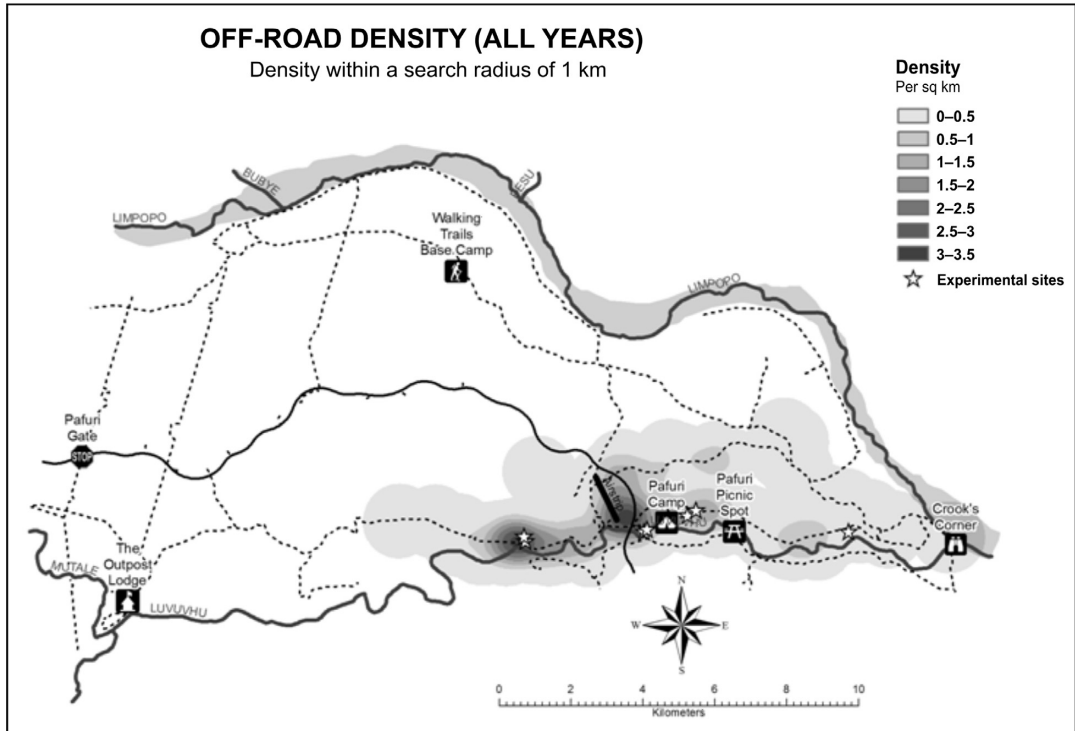 OFF-ROAD DENSITY (ALL YEARS)
Density within a search radius of 1 km
Density
Per sq km
0–0.5
0.5–1
1–1.5
1.5–2
2–2.5
2.5–3
3–3.5
Experimental sites
BUBYE
LIMPOPO
Walking
Trails
Base Camp
LIMPOPO
Pafuri
Gate
STOP
Airstrip
Pafuri
Camp
Pafuri
Picnic
Spot
Crook's
Corner
The
Outpost
Lodge
MUTALE
LUVUVHU
N
W
E
S
0
2
4
6
8
10
Kilometers